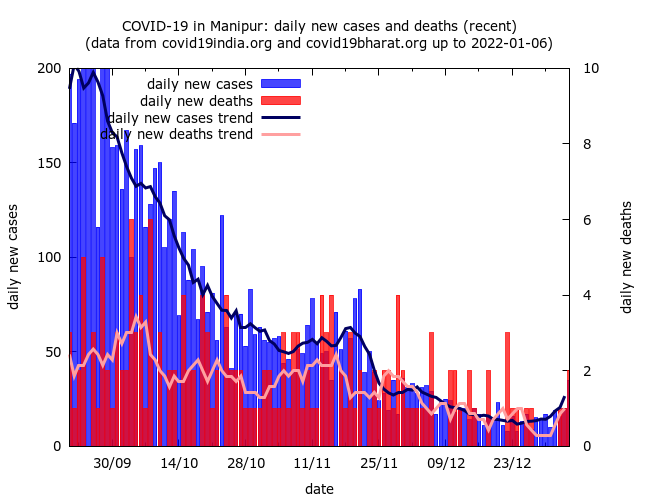 COVID-19 in Manipur: daily new cases and deaths (recent)
(data from covid19india.org and covid19bharat.org up to 2022-01-06)
daily new cases
daily new deaths
daily new cases trend
daily new deaths trend
200
150
100
50
0
10
8
6
4
2
0
daily new cases
daily new deaths
30/09 14/10 28/10 11/11 25/11 09/12 23/12
date